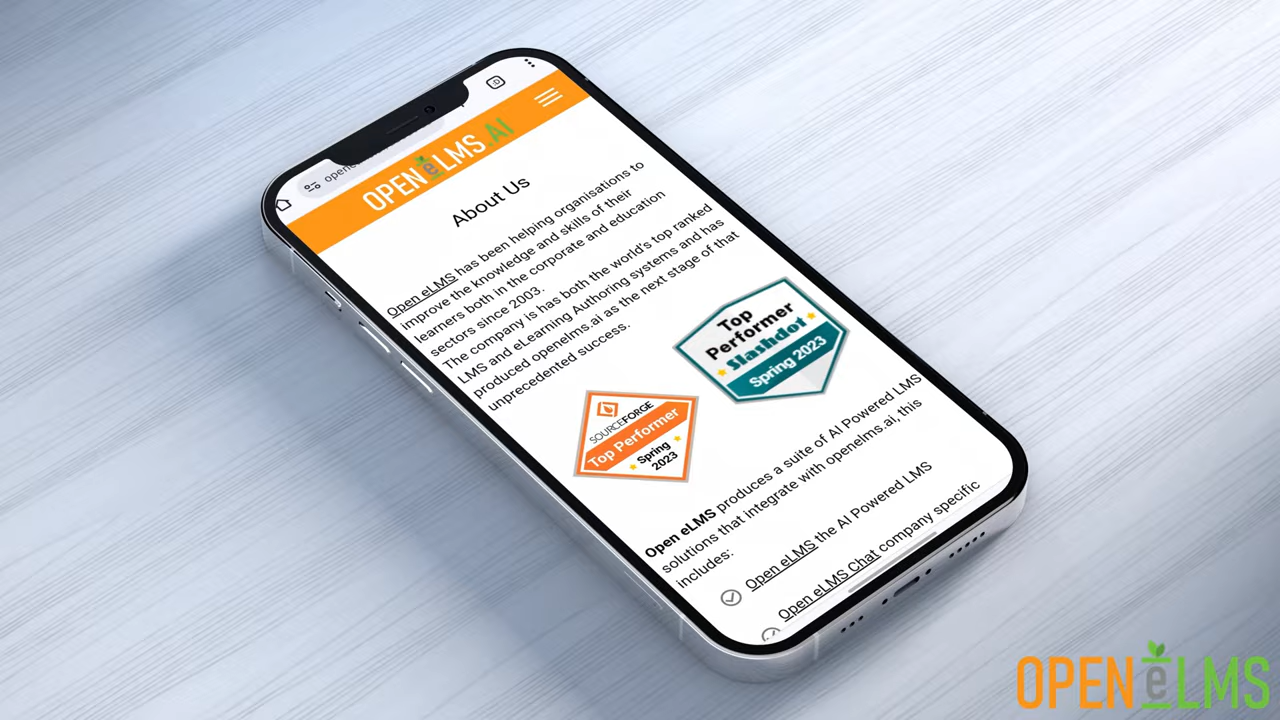 :D
opene
OPEN eLMS.AI
About Us
Open eLMS has been helping organisations to
improve the knowledge and skills of their
learners both in the corporate and education
sectors since 2003.
The company is has both the world's top ranked
LMS and eLearning Authoring systems and has
produced openelms.ai as the next stage of that
unprecedented success.
Top
Performer
Slashdot
Spring 2023
SOURCEFORGE
Top Performer
Spring
2023
Open eLMS produces a suite of AI Powered LMS
solutions that integrate with openelms.ai, this
includes:
Open eLMS the AI Powered LMS
Open eLMS Chat company specific
OPEN eLMS